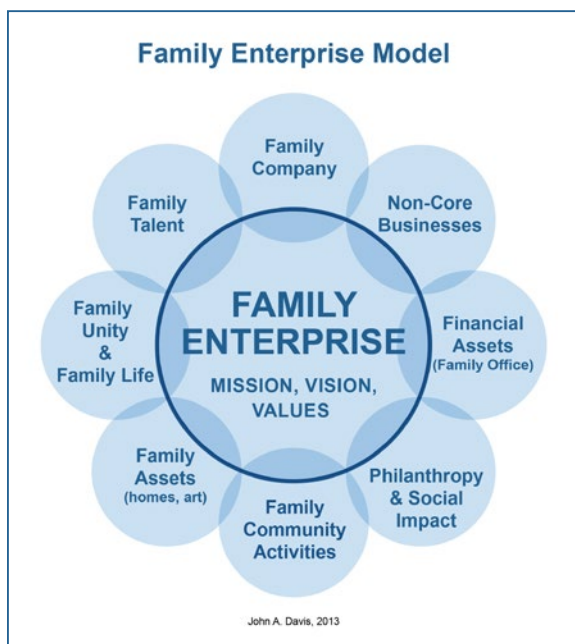 Family Enterprise Model
Family
Company
Non-Core
Businesses
Financial
Assets
(Family Office)
Philanthropy
& Social
Impact
Family
Community
Activities
Family
Assets
(homes, art)
Family
Unity
&
Family Life
Family
Talent
FAMILY
ENTERPRISE
MISSION, VISION,
VALUES
John A. Davis, 2013